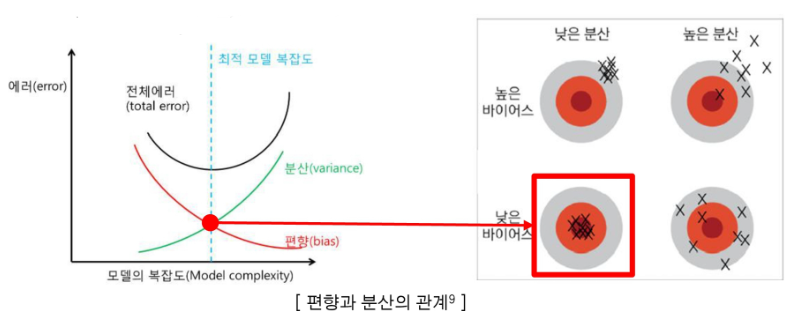 에러(error)
전체에러
(total error)
최적 모델 복잡도
분산(variance)
편향(bias)
모델의 복잡도(Model complexity)
낮은 분산
높은 분산
높은
바이어스
낮은
바이어스
[ 편향과 분산의 관계⁹ ]